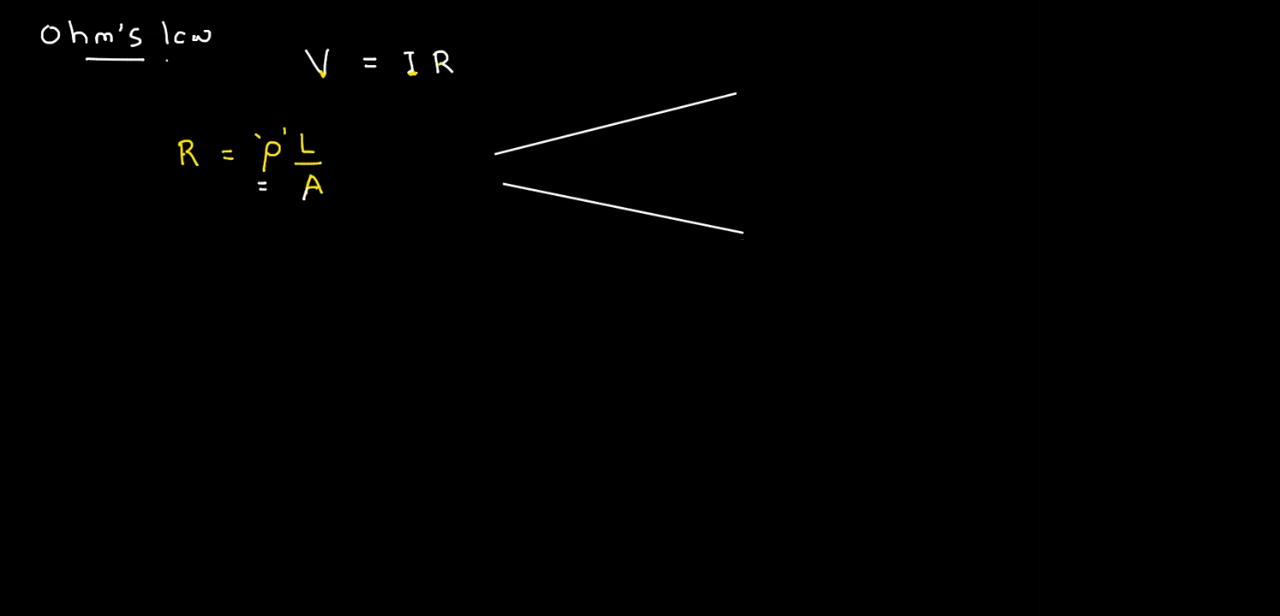 Ohm's law
V = I R
R = 'ρ' L/A